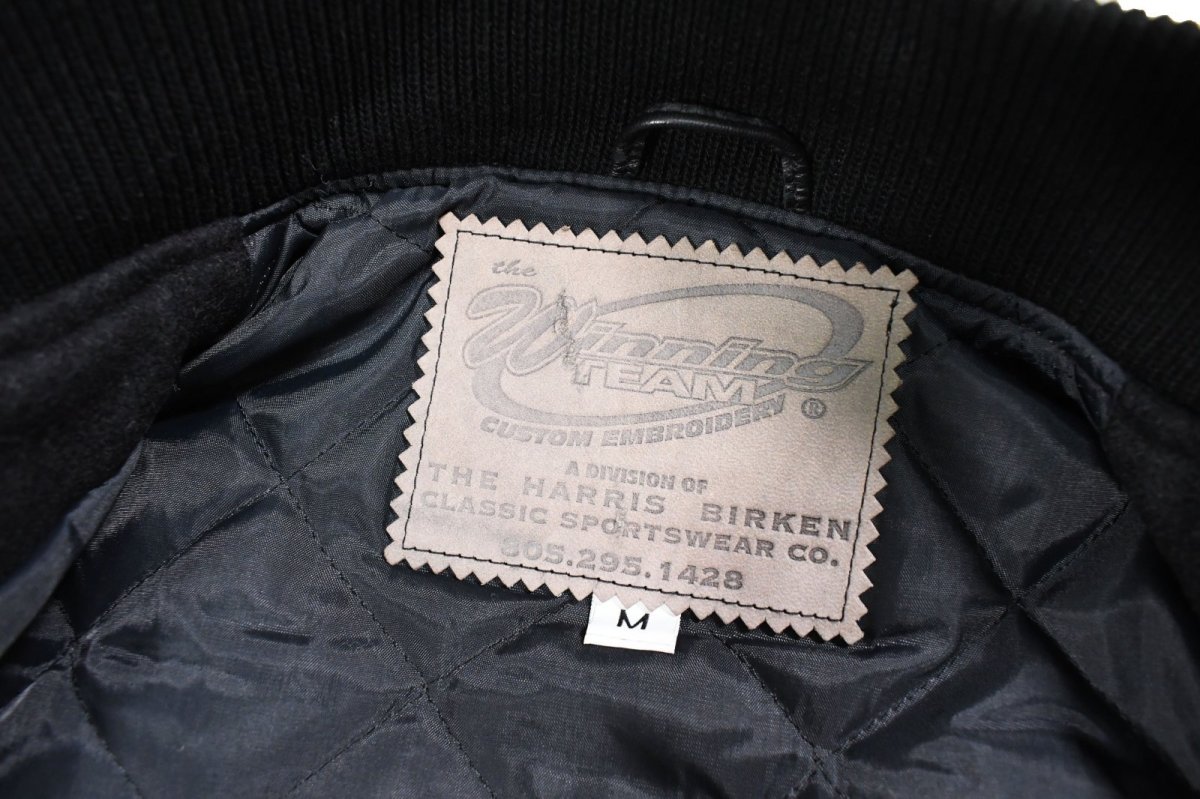 the
Winning
TEAM
CUSTOM EMBROIDERY ®
A DIVISION OF
THE HARRIS BIRKEN
CLASSIC SPORTSWEAR CO.
805.295.1428
M